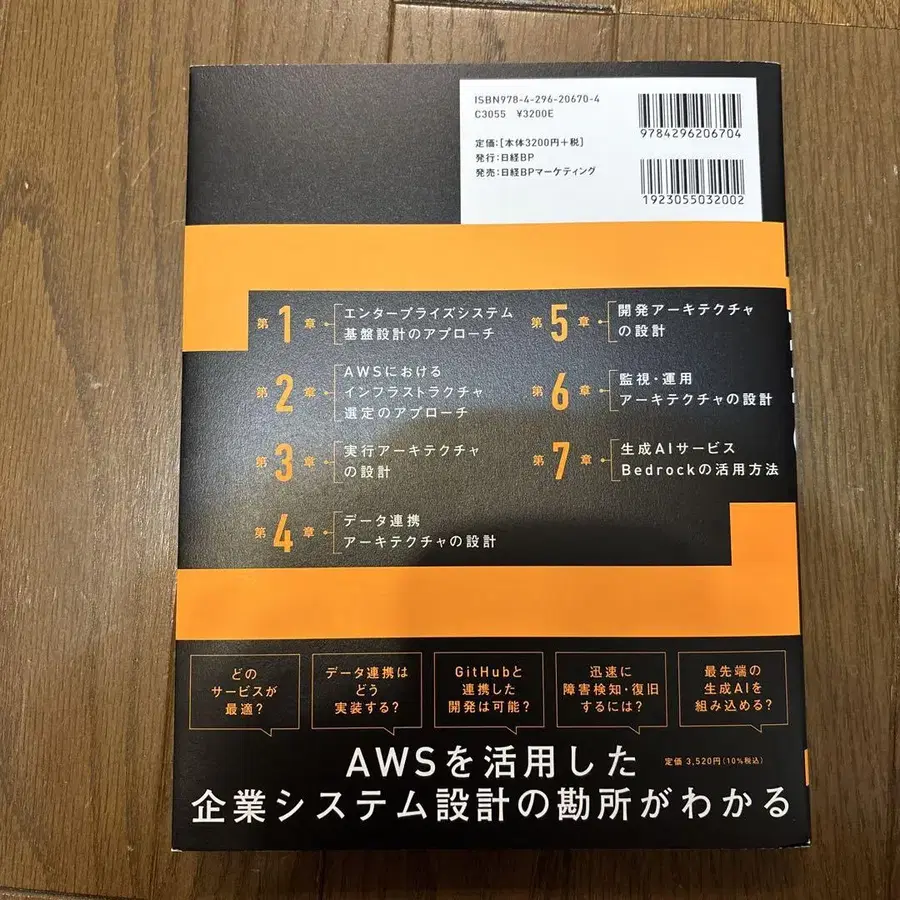 ISBN978-4-296-20670-4
C3055 ¥3200E
定価:[本体3200円+税]
発行:日経BP
発売:日経BPマーケティング
9784296206704
1923055032002
第1章
エンタープライズシステム
基盤設計のアプローチ
第2章
AWSにおける
インフラストラクチャ
選定のアプローチ
第3章
実行アーキテクチャ
の設計
第4章
データ連携
アーキテクチャの設計
第5章
開発アーキテクチャ
の設計
第6章
監視・運用
アーキテクチャの設計
第7章
生成AIサービス
Bedrockの活用方法
どの
サービスが
最適?
データ連携は
どう
実装する?
GitHubと
連携した
開発は可能?
迅速に
障害検知・復旧
するには?
最先端の
生成AIを
組み込める?
AWSを活用した
定価 3,520円(10%税込)
企業システム設計の勘所がわかる